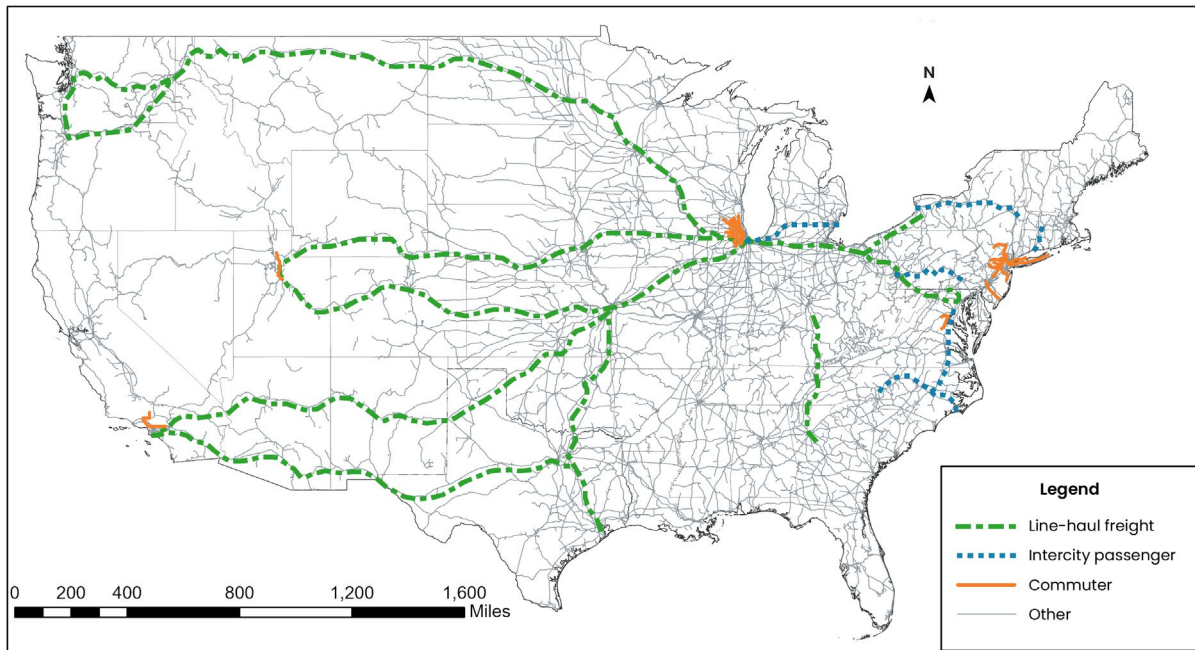 N
Legend
Line-haul freight
Intercity passenger
Commuter
Other
0 200 400 800 1,200 1,600
Miles